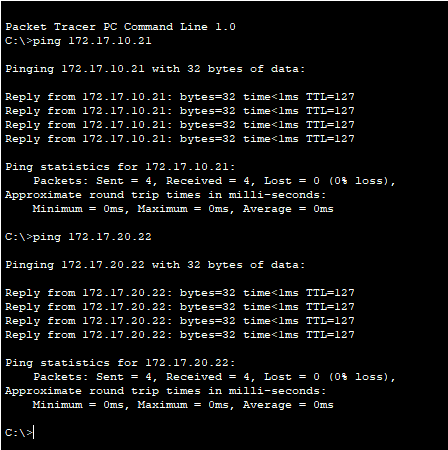 Packet Tracer PC Command Line 1.0
C:\>ping 172.17.10.21
Pinging 172.17.10.21 with 32 bytes of data:
Reply from 172.17.10.21: bytes=32 time<1ms TTL=127
Reply from 172.17.10.21: bytes=32 time<1ms TTL=127
Reply from 172.17.10.21: bytes=32 time<1ms TTL=127
Reply from 172.17.10.21: bytes=32 time<1ms TTL=127
Ping statistics for 172.17.10.21:
    Packets: Sent = 4, Received = 4, Lost = 0 (0% loss),
Approximate round trip times in milli-seconds:
    Minimum = 0ms, Maximum = 0ms, Average = 0ms
C:\>ping 172.17.20.22
Pinging 172.17.20.22 with 32 bytes of data:
Reply from 172.17.20.22: bytes=32 time<1ms TTL=127
Reply from 172.17.20.22: bytes=32 time<1ms TTL=127
Reply from 172.17.20.22: bytes=32 time<1ms TTL=127
Reply from 172.17.20.22: bytes=32 time<1ms TTL=127
Ping statistics for 172.17.20.22:
    Packets: Sent = 4, Received = 4, Lost = 0 (0% loss),
Approximate round trip times in milli-seconds:
    Minimum = 0ms, Maximum = 0ms, Average = 0ms
C:\>